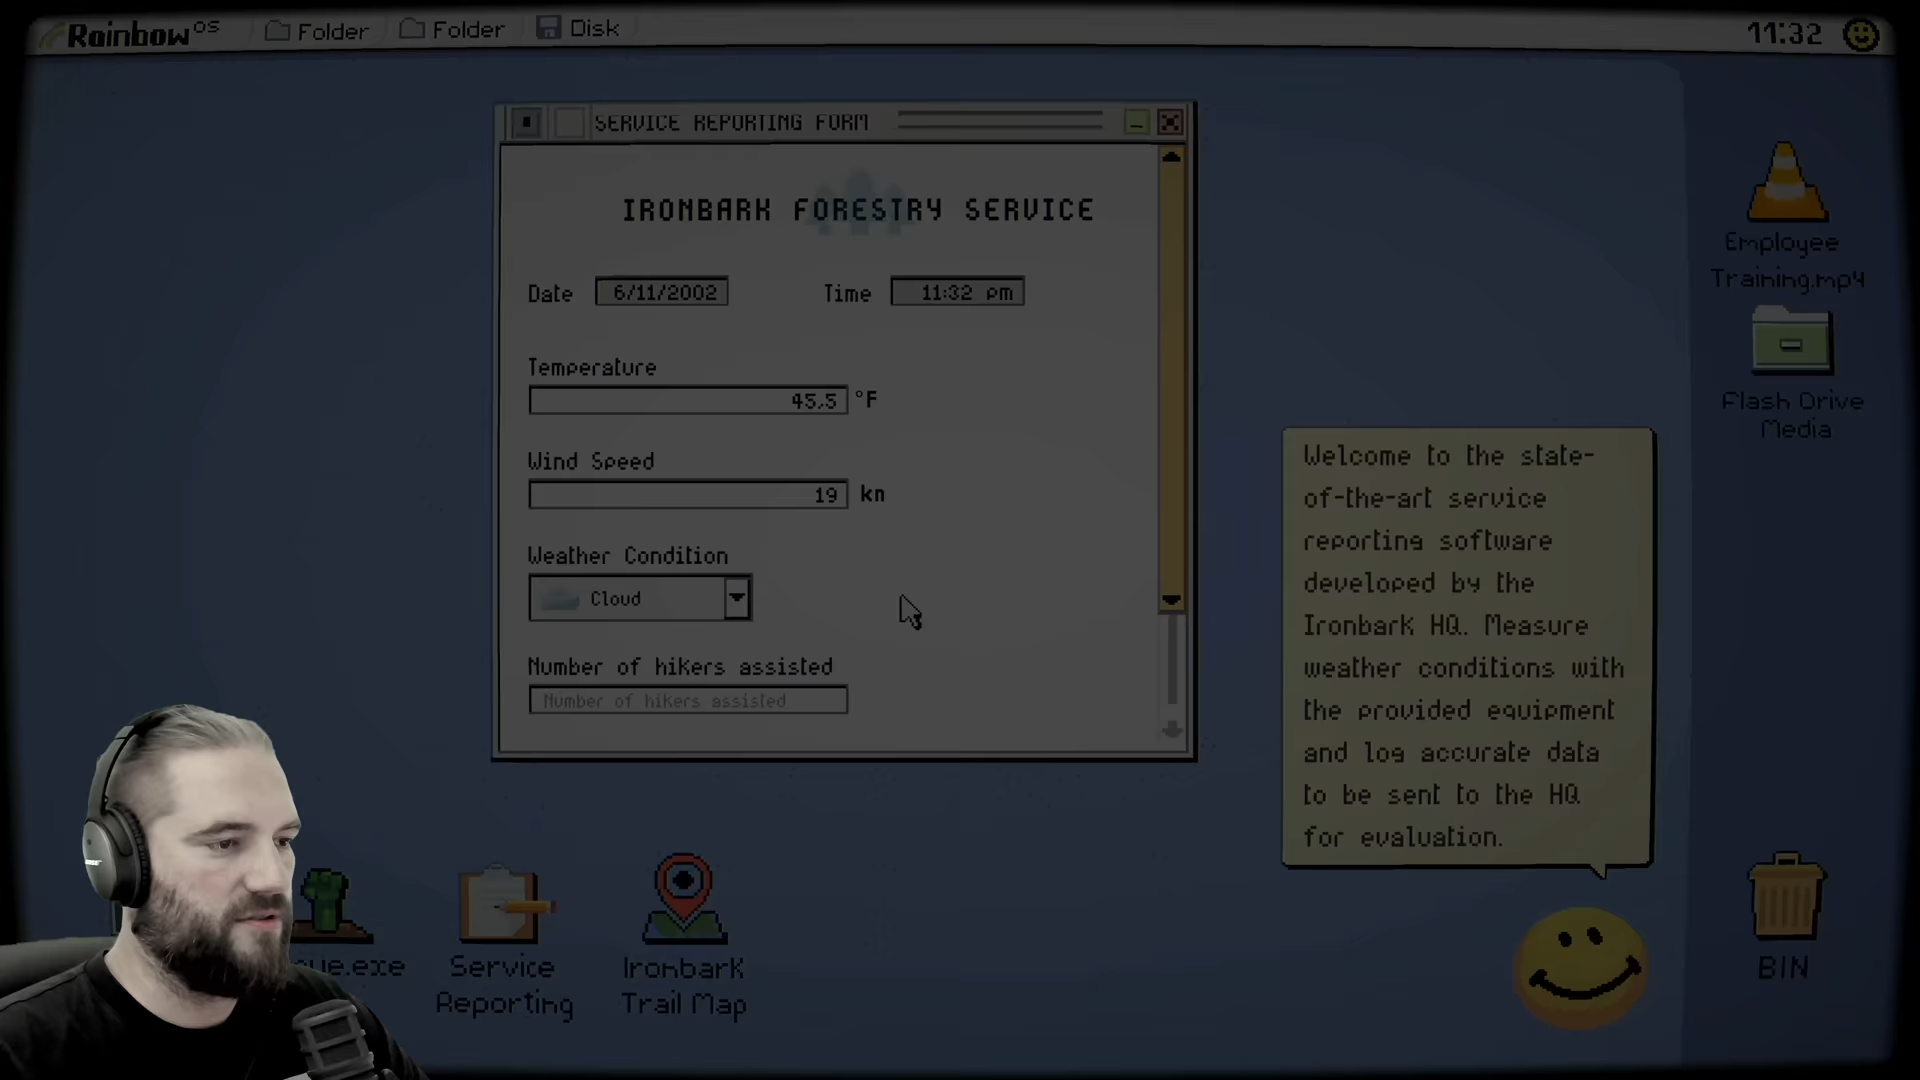 Rainbow OS
Folder
Folder
Disk
11:32
SERVICE REPORTING FORM
IRONBARK FORESTRY SERVICE
Date 6/11/2002 Time 11:32 pm
Temperature
45.5 °F
Wind Speed
19 kn
Weather Condition
Cloud
Number of hikers assisted
Number of hikers assisted
Employee
Training.mp4
Flash Drive
Media
Welcome to the state-
of-the-art service
reporting software
developed by the
Ironbark HQ. Measure
weather conditions with
the provided equipment
and log accurate data
to be sent to the HQ
for evaluation.
Service
Reporting
Ironbark
Trail Map
BIN